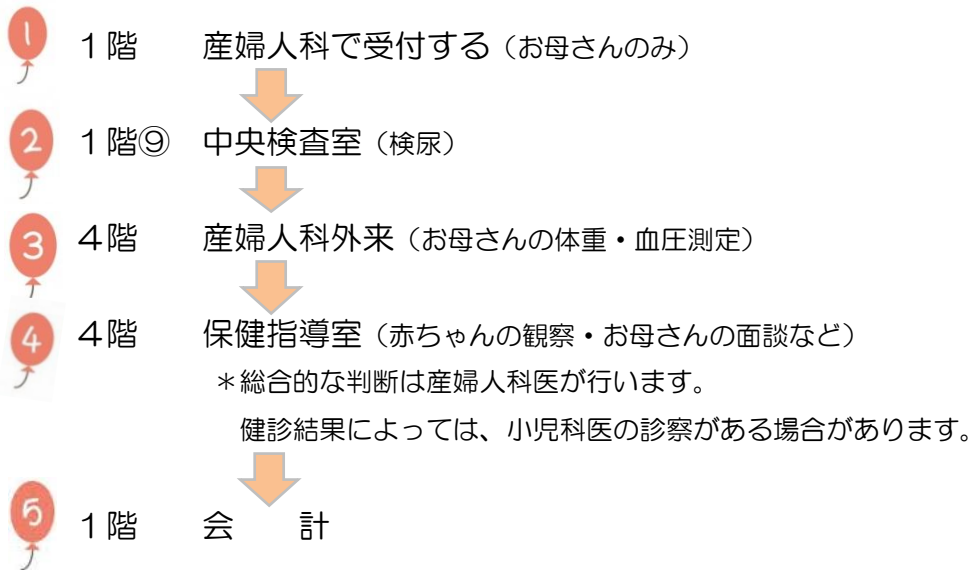 1 1階 産婦人科で受付する（お母さんのみ）
2 1階⑨ 中央検査室（検尿）
3 4階 産婦人科外来（お母さんの体重・血圧測定）
4 4階 保健指導室（赤ちゃんの観察・お母さんの面談など）
＊総合的な判断は産婦人科医が行います。
健診結果によっては、小児科医の診察がある場合があります。
5 1階 会 計